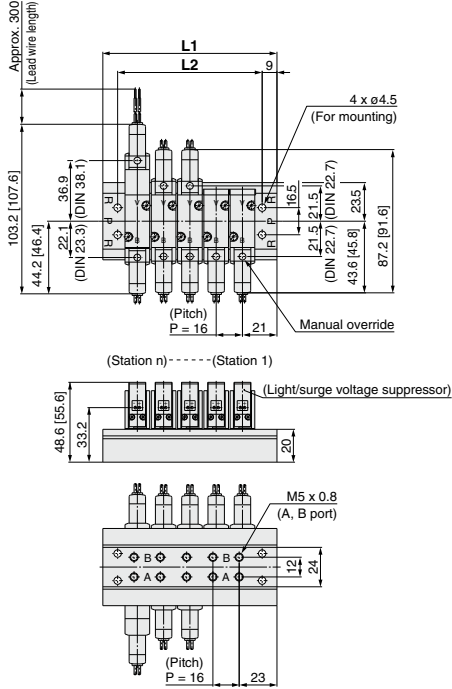 Approx. 300
(Lead wire length)
L1
L2
9
4 x ø4.5
(For mounting)
103.2 [107.6]
44.2 [46.4]
36.9
(DIN 38.1)
22.1
(DIN 23.3)
R
P
R
V
V
V
V
B
B
B
B
R
P
R
16.5
21.5
(DIN 22.7)
23.5
21.5
(DIN 22.7)
43.6 [45.8]
87.2 [91.6]
(Pitch)
P = 16
21
Manual override
(Station n)------(Station 1)
(Light/surge voltage suppressor)
48.6 [55.6]
33.2
20
M5 x 0.8
(A, B port)
B
B
A
A
12
24
(Pitch)
P = 16
23